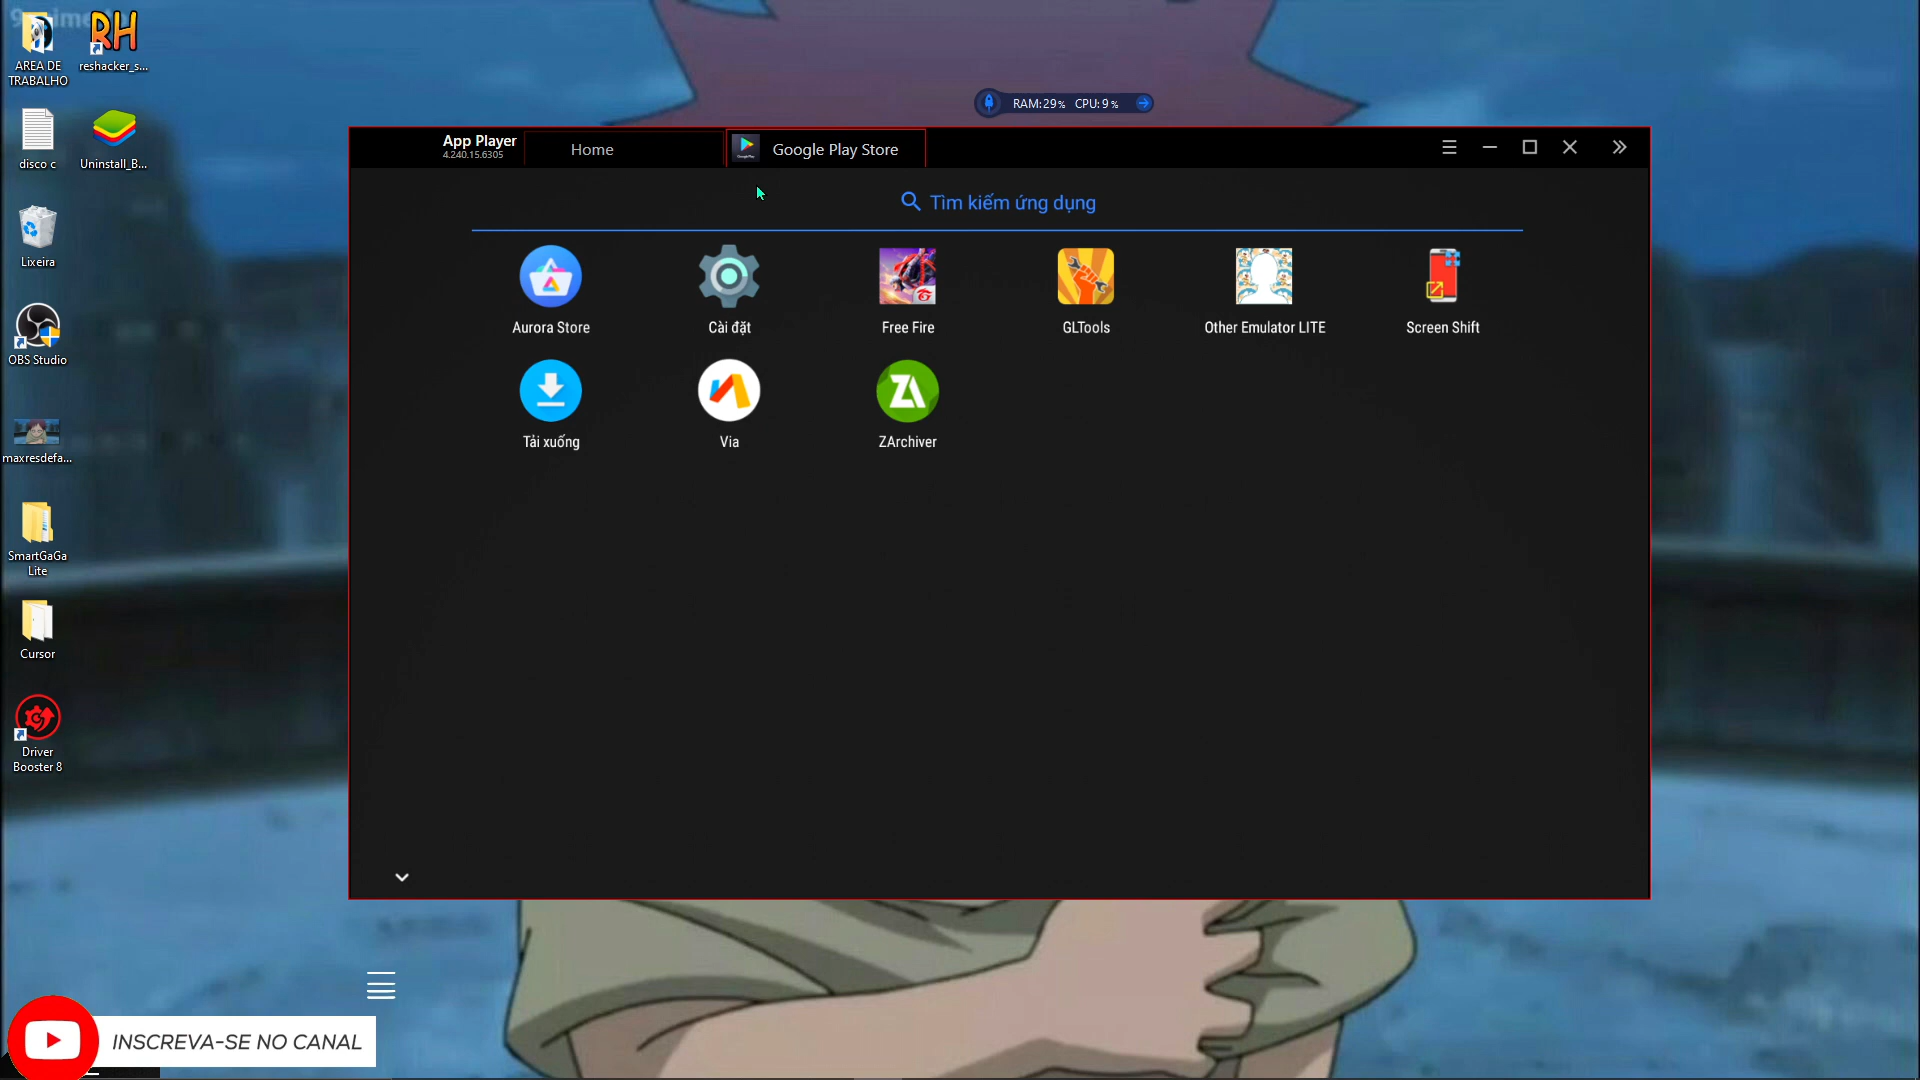 AREA DE
TRABALHO
reshacker_s...
disco c
Uninstall_B...
Lixeira
OBS Studio
maxresdefa...
SmartGaGa
Lite
Cursor
Driver
Booster 8
RH
RAM:29% CPU:9%
App Player
4.240.15.6305
Home
Google Play Store
Tìm kiếm ứng dụng
Aurora Store
Cài đặt
Free Fire
GLTools
Other Emulator LITE
Screen Shift
Tải xuống
Via
ZArchiver
INSCREVA-SE NO CANAL